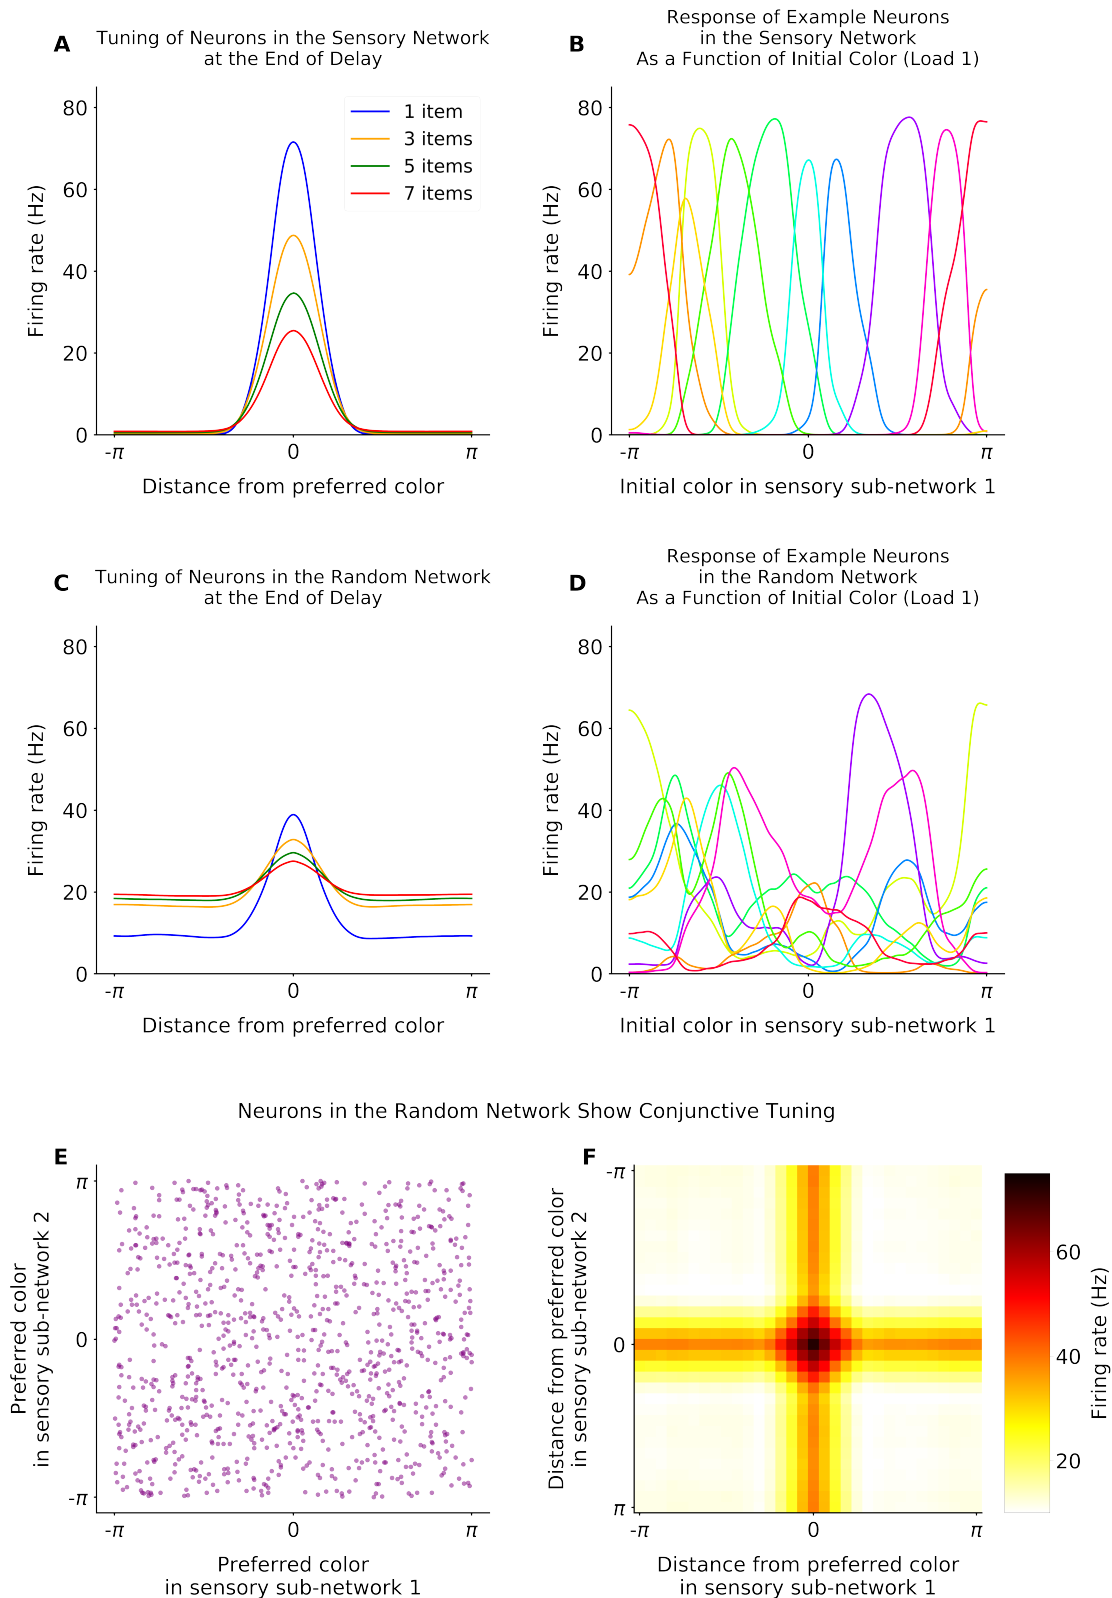 A
Tuning of Neurons in the Sensory Network
at the End of Delay
80
60
40
20
0
Firing rate (Hz)
1 item
3 items
5 items
7 items
-π
0
π
Distance from preferred color
B
Response of Example Neurons
in the Sensory Network
As a Function of Initial Color (Load 1)
80
60
40
20
0
Firing rate (Hz)
-π
0
π
Initial color in sensory sub-network 1
C
Tuning of Neurons in the Random Network
at the End of Delay
80
60
40
20
0
Firing rate (Hz)
-π
0
π
Distance from preferred color
D
Response of Example Neurons
in the Random Network
As a Function of Initial Color (Load 1)
80
60
40
20
0
Firing rate (Hz)
-π
0
π
Initial color in sensory sub-network 1
Neurons in the Random Network Show Conjunctive Tuning
E
Preferred color
in sensory sub-network 2
π
0
-π
-π
0
π
Preferred color
in sensory sub-network 1
F
Distance from preferred color
in sensory sub-network 2
-π
0
π
-π
0
π
Distance from preferred color
in sensory sub-network 1
60
40
20
Firing rate (Hz)